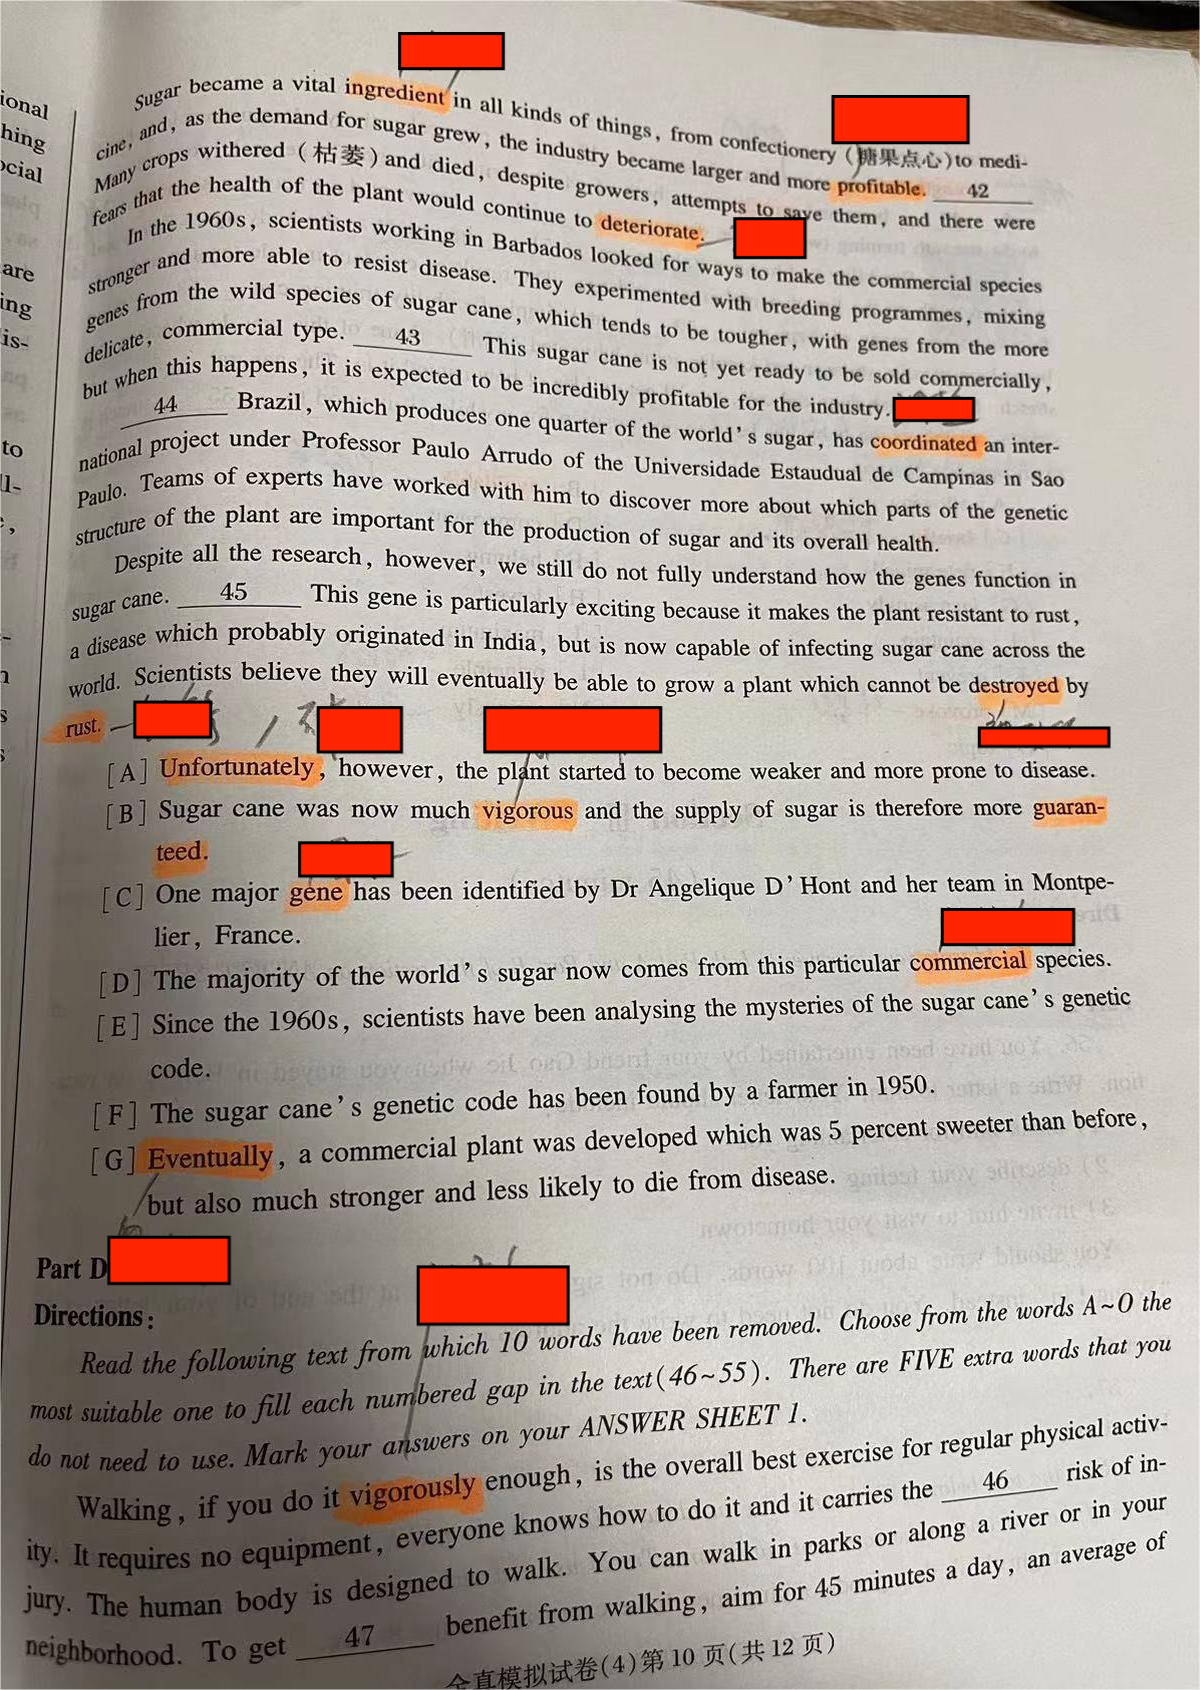 ional
hing
ocial
are
ing
is-
to
ll-
Sugar became a vital ingredient in all kinds of things, from confectionery (糖果点心) to medi-
cine, and, as the demand for sugar grew, the industry became larger and more profitable. 42
Many crops withered (枯萎) and died, despite growers, attempts to save them, and there were
fears that the health of the plant would continue to deteriorate.
In the 1960s, scientists working in Barbados looked for ways to make the commercial species
stronger and more able to resist disease. They experimented with breeding programmes, mixing
genes from the wild species of sugar cane, which tends to be tougher, with genes from the more
delicate, commercial type. 43 This sugar cane is not yet ready to be sold commercially,
but when this happens, it is expected to be incredibly profitable for the industry.
44 Brazil, which produces one quarter of the world's sugar, has coordinated an inter-
national project under Professor Paulo Arrudo of the Universidade Estaudual de Campinas in Sao
Paulo. Teams of experts have worked with him to discover more about which parts of the genetic
structure of the plant are important for the production of sugar and its overall health.
Despite all the research, however, we still do not fully understand how the genes function in
sugar cane. 45 This gene is particularly exciting because it makes the plant resistant to rust,
a disease which probably originated in India, but is now capable of infecting sugar cane across the
world. Scientists believe they will eventually be able to grow a plant which cannot be destroyed by
rust.
[A] Unfortunately, however, the plant started to become weaker and more prone to disease.
[B] Sugar cane was now much vigorous and the supply of sugar is therefore more guaran-
teed.
[C] One major gene has been identified by Dr Angelique D'Hont and her team in Montpe-
lier, France.
[D] The majority of the world's sugar now comes from this particular commercial species.
[E] Since the 1960s, scientists have been analysing the mysteries of the sugar cane's genetic
code.
[F] The sugar cane's genetic code has been found by a farmer in 1950.
[G] Eventually, a commercial plant was developed which was 5 percent sweeter than before,
but also much stronger and less likely to die from disease.
Part D
Directions:
Read the following text from which 10 words have been removed. Choose from the words A~O the
most suitable one to fill each numbered gap in the text(46~55). There are FIVE extra words that you
do not need to use. Mark your answers on your ANSWER SHEET 1.
Walking, if you do it vigorously enough, is the overall best exercise for regular physical activ-
ity. It requires no equipment, everyone knows how to do it and it carries the 46 risk of in-
jury. The human body is designed to walk. You can walk in parks or along a river or in your
neighborhood. To get 47 benefit from walking, aim for 45 minutes a day, an average of
全真模拟试卷(4)第10页(共12页)